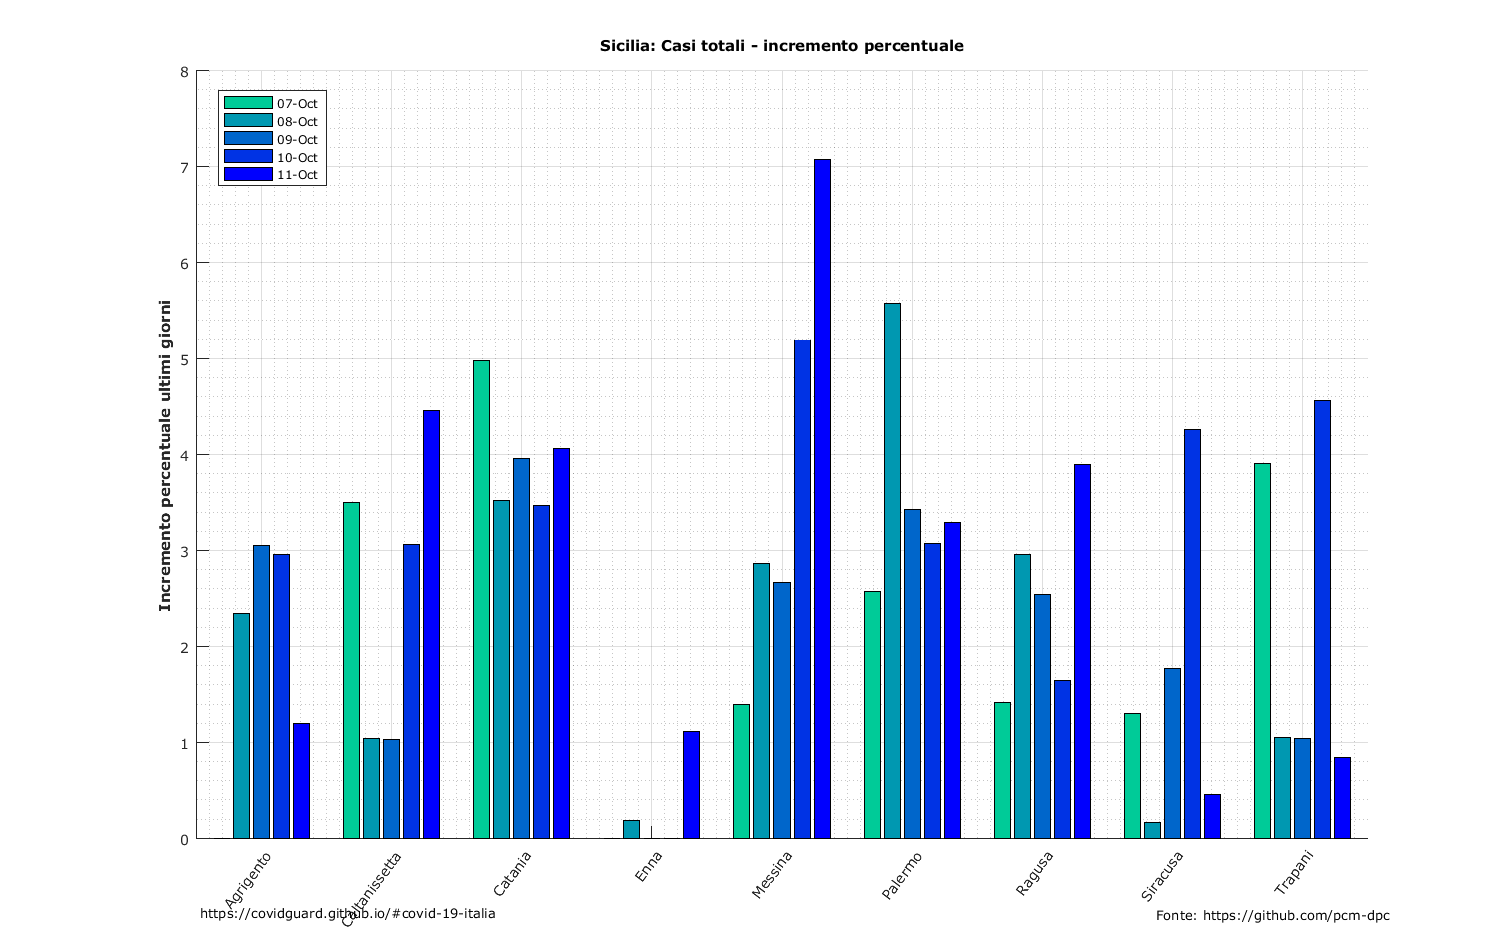 Sicilia: Casi totali - incremento percentuale
8
7
6
5
4
3
2
1
0
Incremento percentuale ultimi giorni
07-Oct
08-Oct
09-Oct
10-Oct
11-Oct
Agrigento
Caltanissetta
Catania
Enna
Messina
Palermo
Ragusa
Siracusa
Trapani
https://covidguard.github.io/#covid-19-italia
Fonte: https://github.com/pcm-dpc